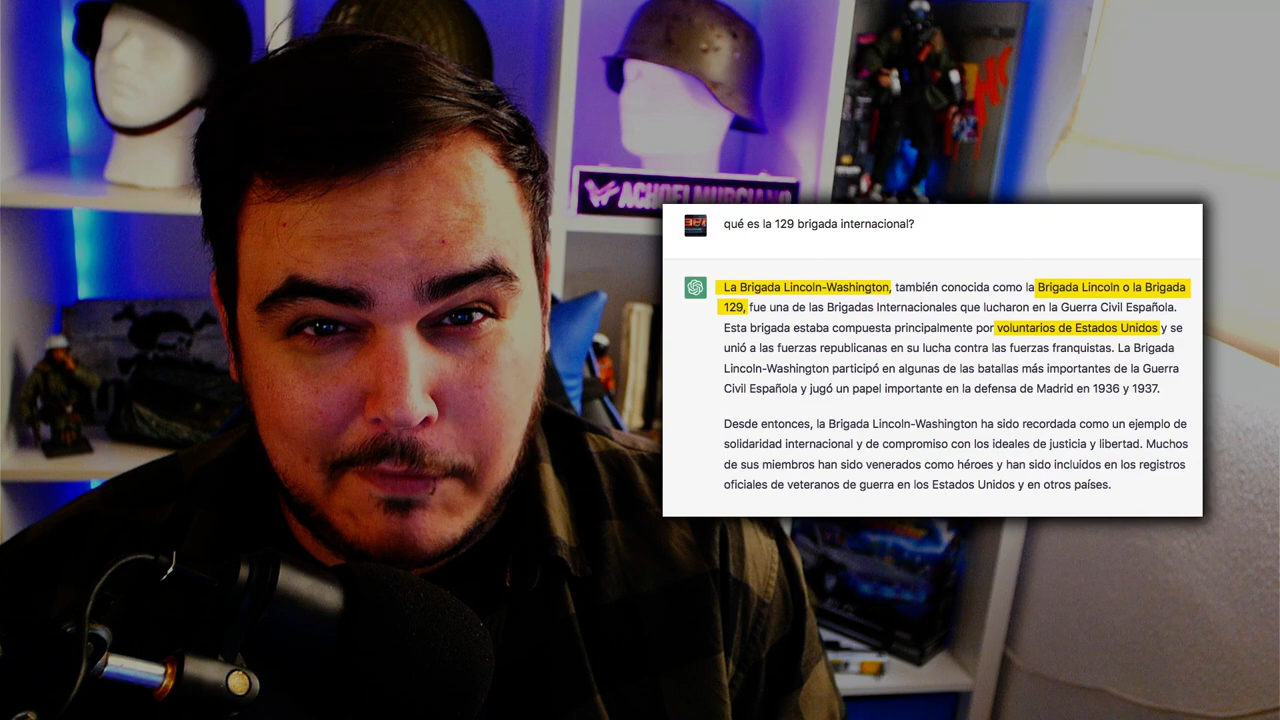 ACHOELMURCIANO
qué es la 129 brigada internacional?
La Brigada Lincoln-Washington, también conocida como la Brigada Lincoln o la Brigada
129, fue una de las Brigadas Internacionales que lucharon en la Guerra Civil Española.
Esta brigada estaba compuesta principalmente por voluntarios de Estados Unidos y se
unió a las fuerzas republicanas en su lucha contra las fuerzas franquistas. La Brigada
Lincoln-Washington participó en algunas de las batallas más importantes de la Guerra
Civil Española y jugó un papel importante en la defensa de Madrid en 1936 y 1937.
Desde entonces, la Brigada Lincoln-Washington ha sido recordada como un ejemplo de
solidaridad internacional y de compromiso con los ideales de justicia y libertad. Muchos
de sus miembros han sido venerados como héroes y han sido incluidos en los registros
oficiales de veteranos de guerra en los Estados Unidos y en otros países.